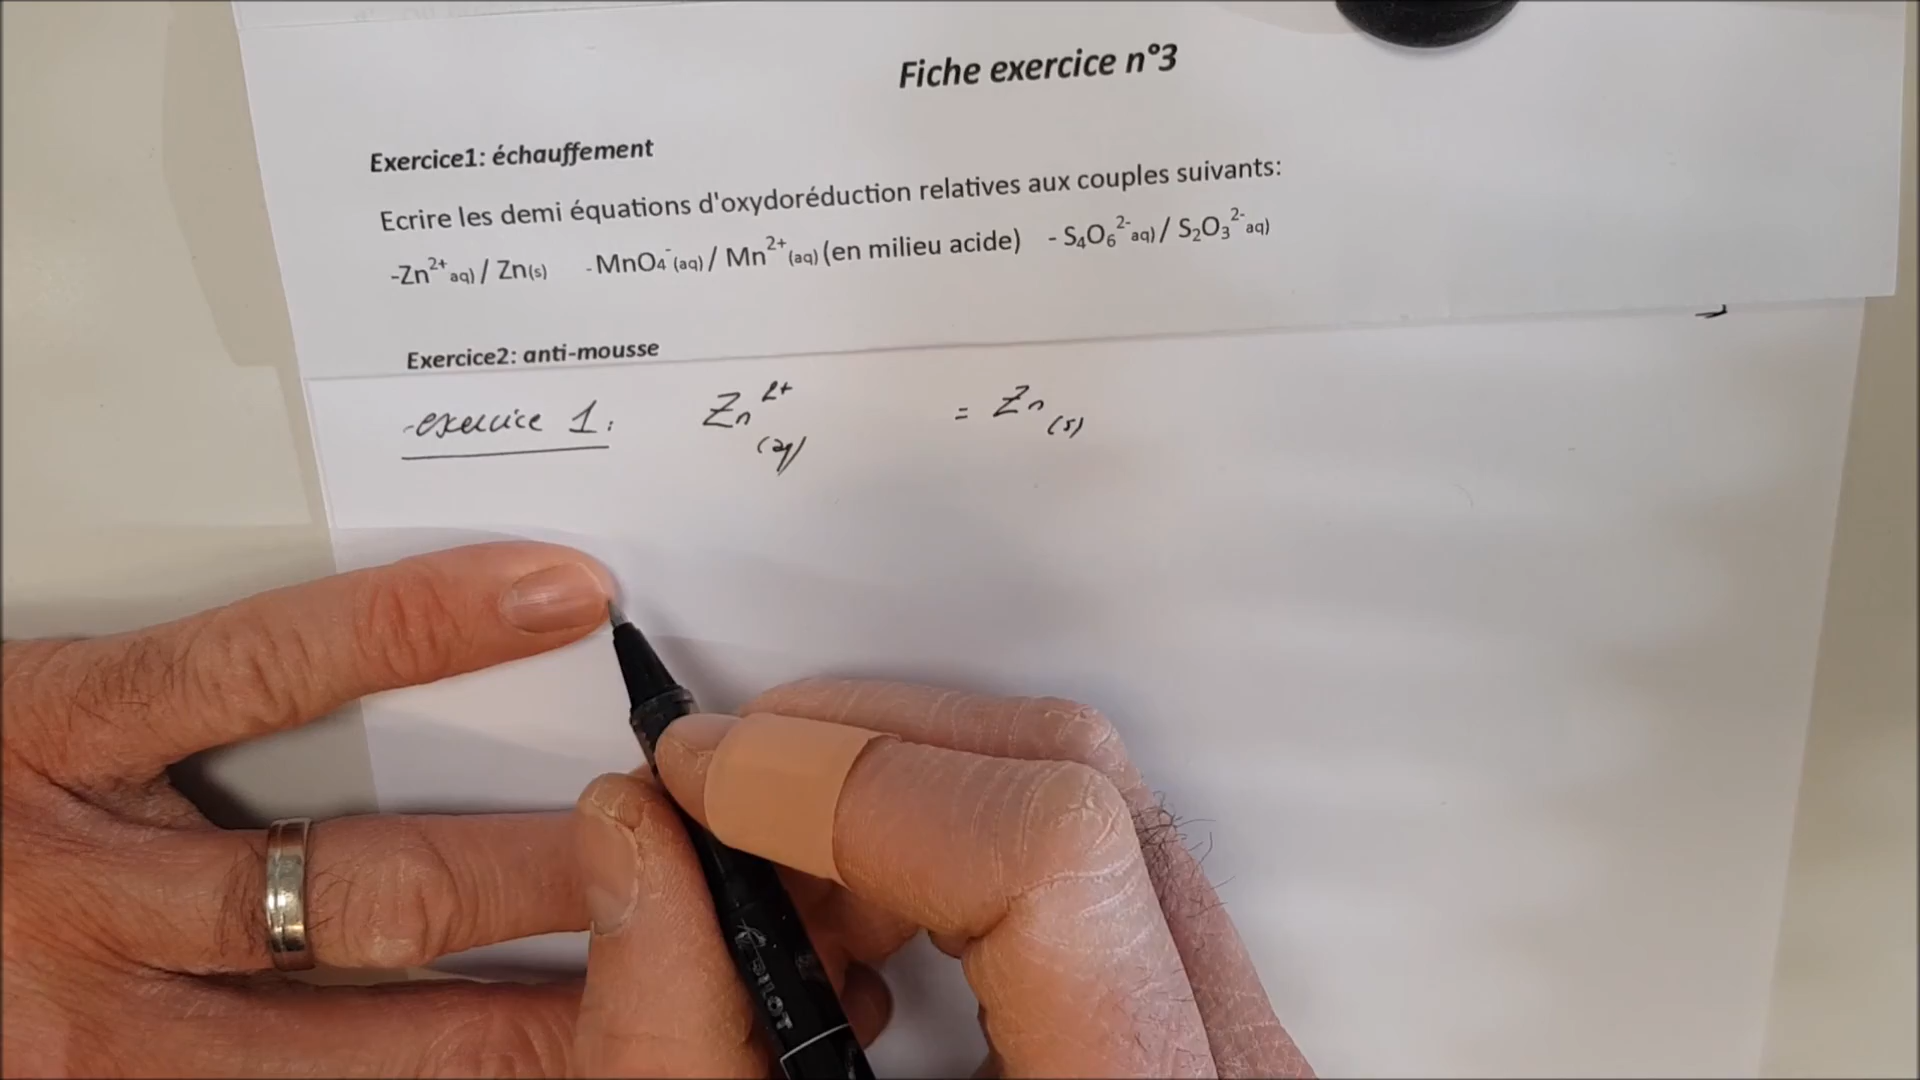 Fiche exercice n°3
Exercice1: échauffement
Ecrire les demi équations d'oxydoréduction relatives aux couples suivants:
-Zn²⁺aq) / Zn(s) - MnO₄⁻(aq) / Mn²⁺(aq) (en milieu acide) - S₄O₆²⁻aq) / S₂O₃²⁻aq)
Exercice2: anti-mousse
-exercice 1: Zn²⁺(aq) = Zn(s)
PILOT